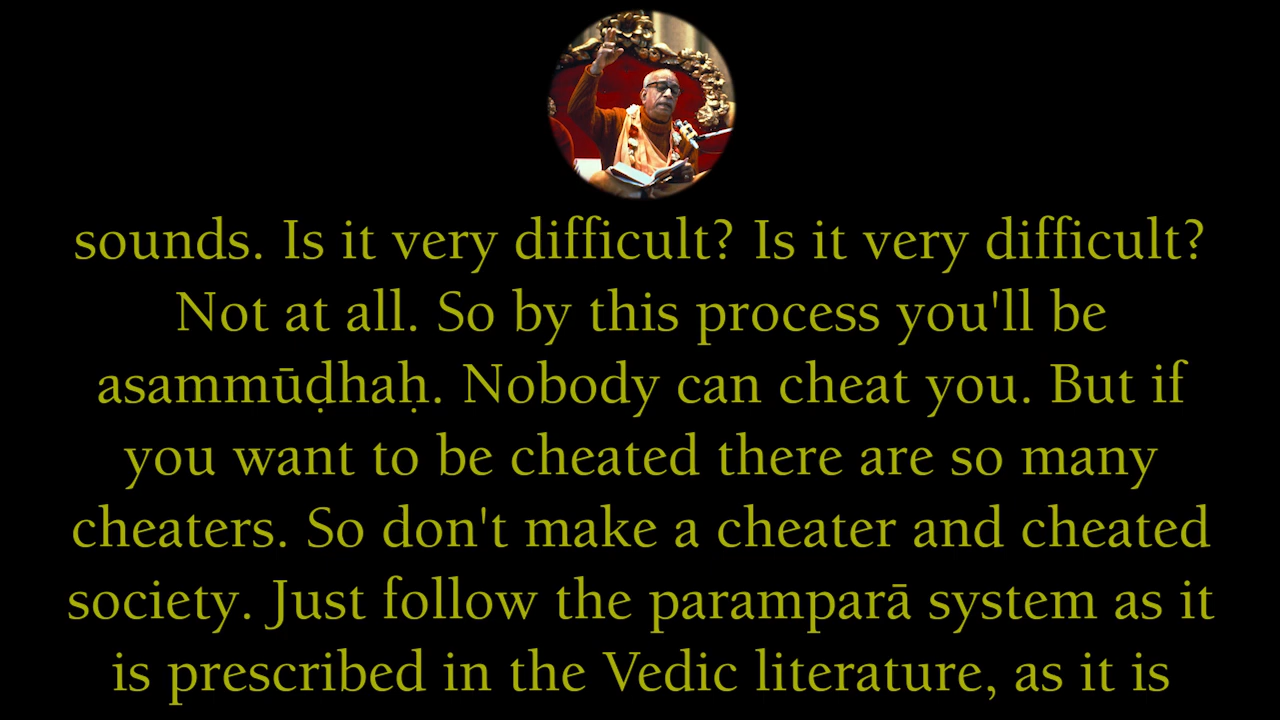 sounds. Is it very difficult? Is it very difficult?
Not at all. So by this process you'll be
asammūḍhaḥ. Nobody can cheat you. But if
you want to be cheated there are so many
cheaters. So don't make a cheater and cheated
society. Just follow the paramparā system as it
is prescribed in the Vedic literature, as it is